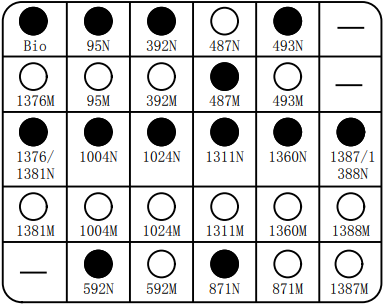 Bio 95N 392N 487N 493N —
1376M 95M 392M 487M 493M —
1376/ 1004N 1024N 1311N 1360N 1387/1
1381N 388N
1381M 1004M 1024M 1311M 1360M 1388M
— 592N 592M 871N 871M 1387M